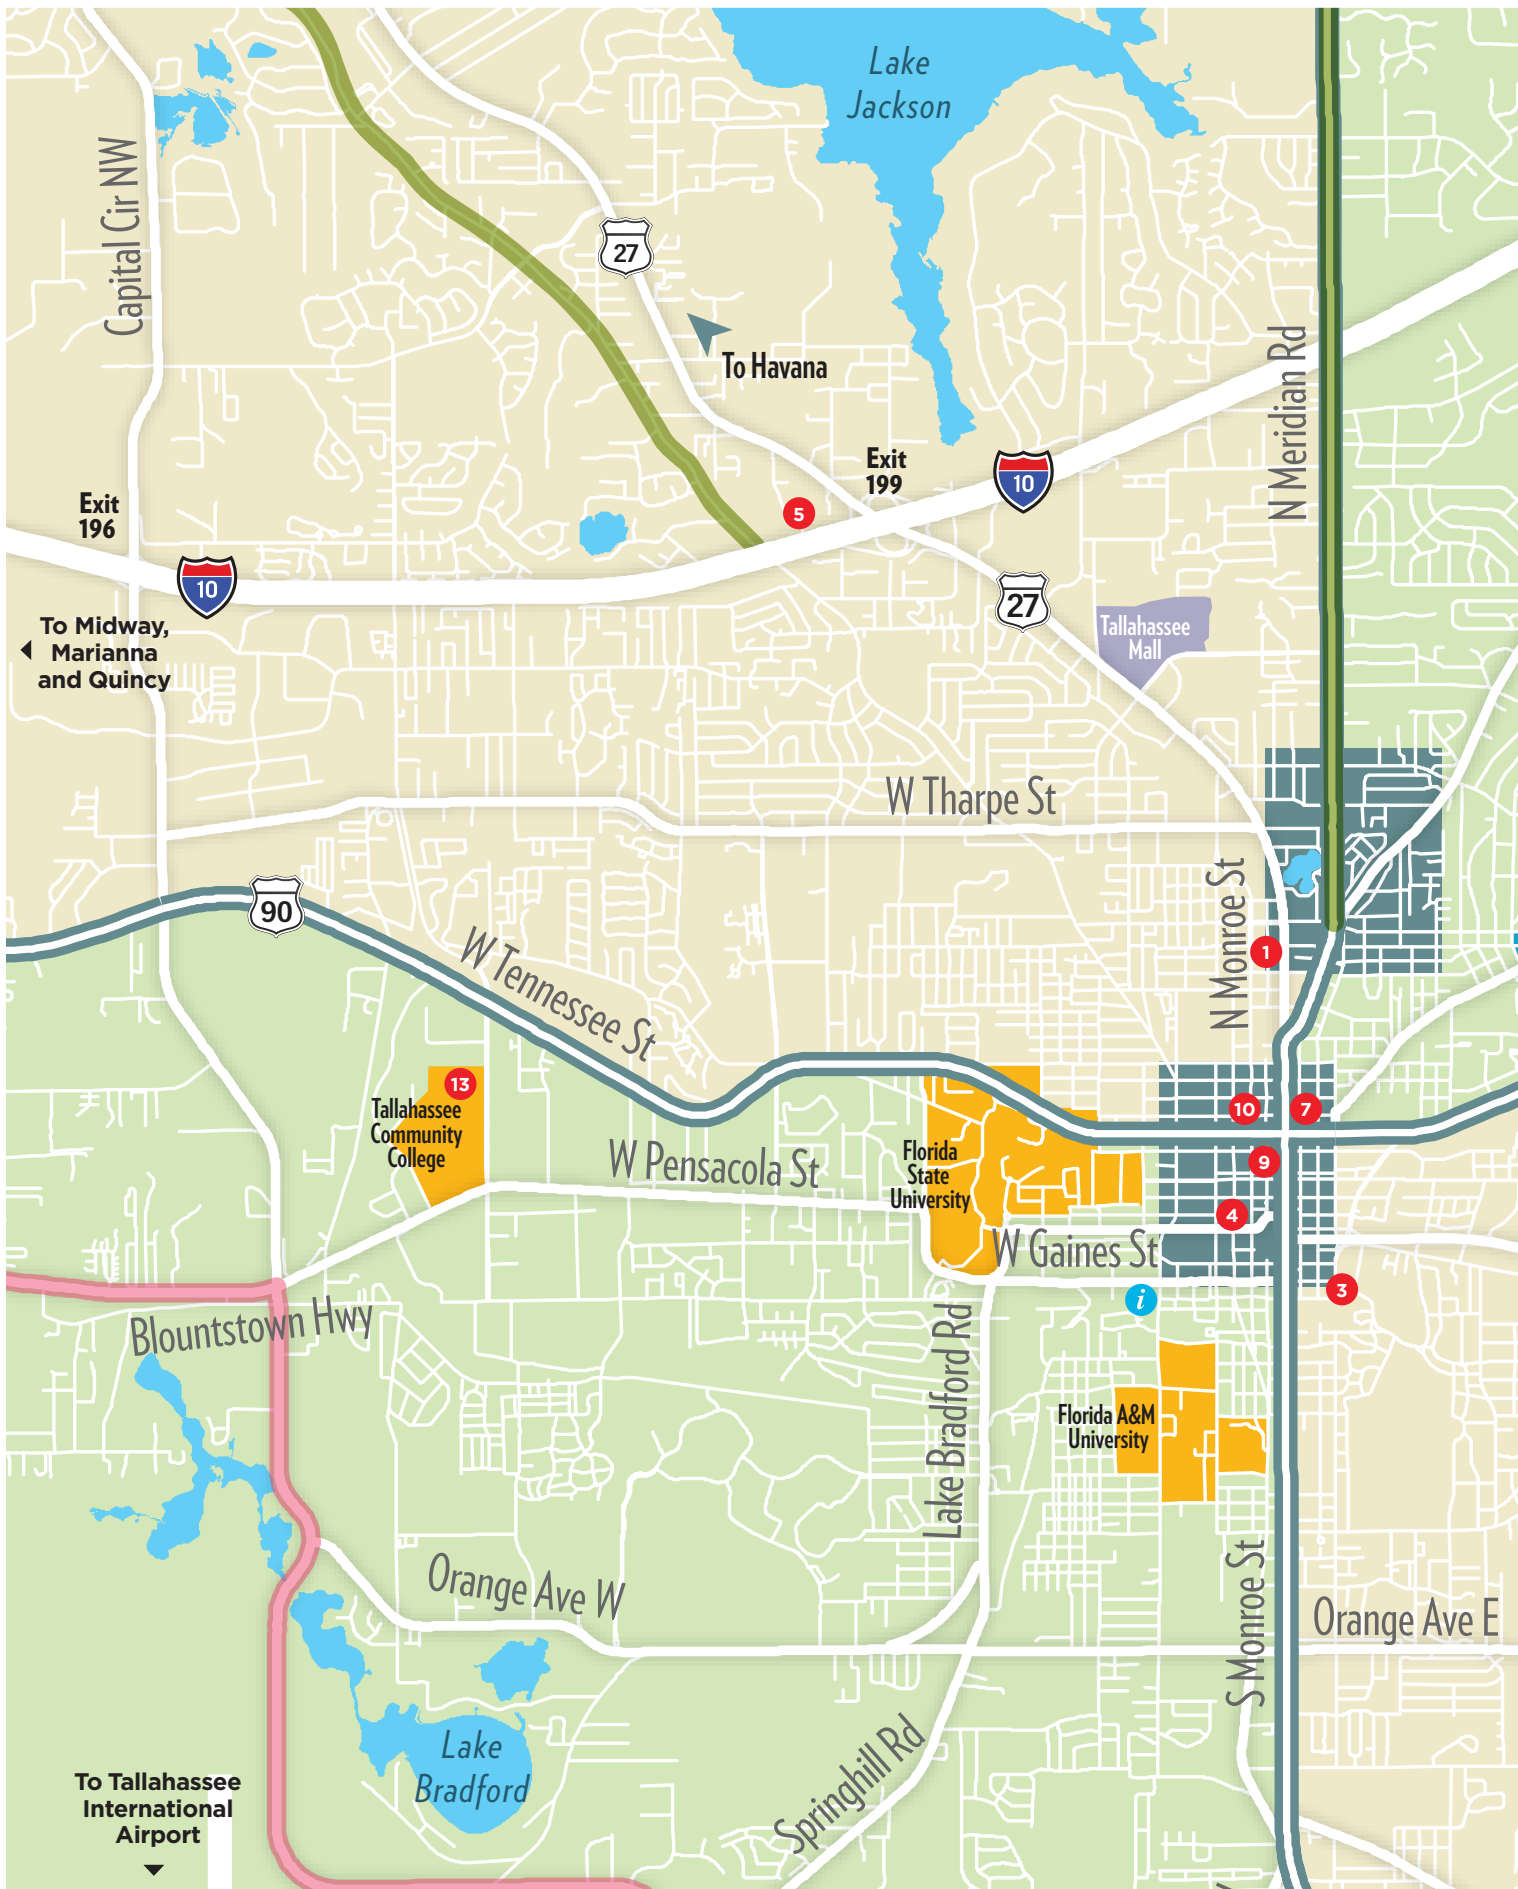 Lake
Jackson
Capital Cir NW
27
To Havana
N Meridian Rd
Exit
199
10
5
Exit
196
10
27
To Midway,
Marianna
and Quincy
Tallahassee
Mall
W Tharpe St
90
W Tennessee St
N Monroe St
1
13
Tallahassee
Community
College
10
7
W Pensacola St
Florida
State
University
9
4
W Gaines St
i
3
Blountstown Hwy
Lake Bradford Rd
Florida A&M
University
Orange Ave W
S Monroe St
Orange Ave E
Lake
Bradford
Springhill Rd
To Tallahassee
International
Airport